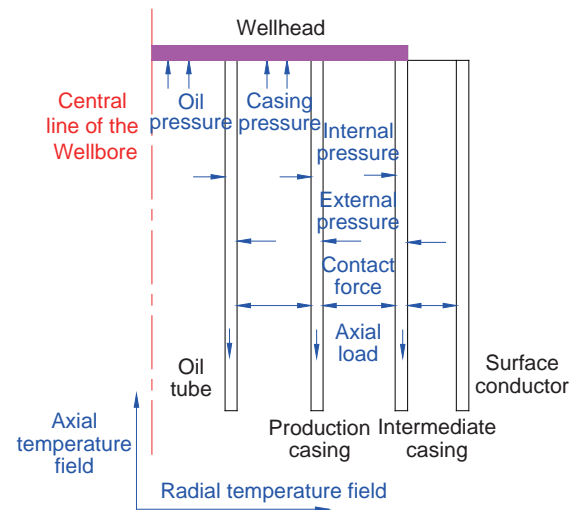 Wellhead
Central
line of the
Wellbore
Oil
pressure
Casing
pressure
Internal
pressure
External
pressure
Contact
force
Axial
load
Oil
tube
Surface
conductor
Production
casing
Intermediate
casing
Axial
temperature
field
Radial temperature field